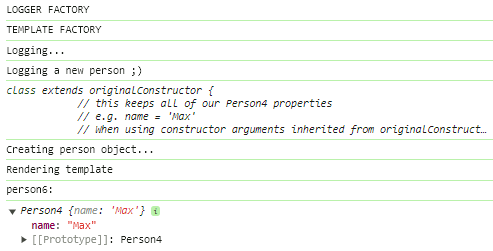 LOGGER FACTORY
TEMPLATE FACTORY
Logging...
Logging a new person ;)
class extends originalConstructor {
// this keeps all of our Person4 properties
// e.g. name = 'Max'
// When using constructor arguments inherited from originalConstruct…
Creating person object...
Rendering template
person6:
▼ Person4 {name: 'Max'} i
name: "Max"
▶ [[Prototype]]: Person4